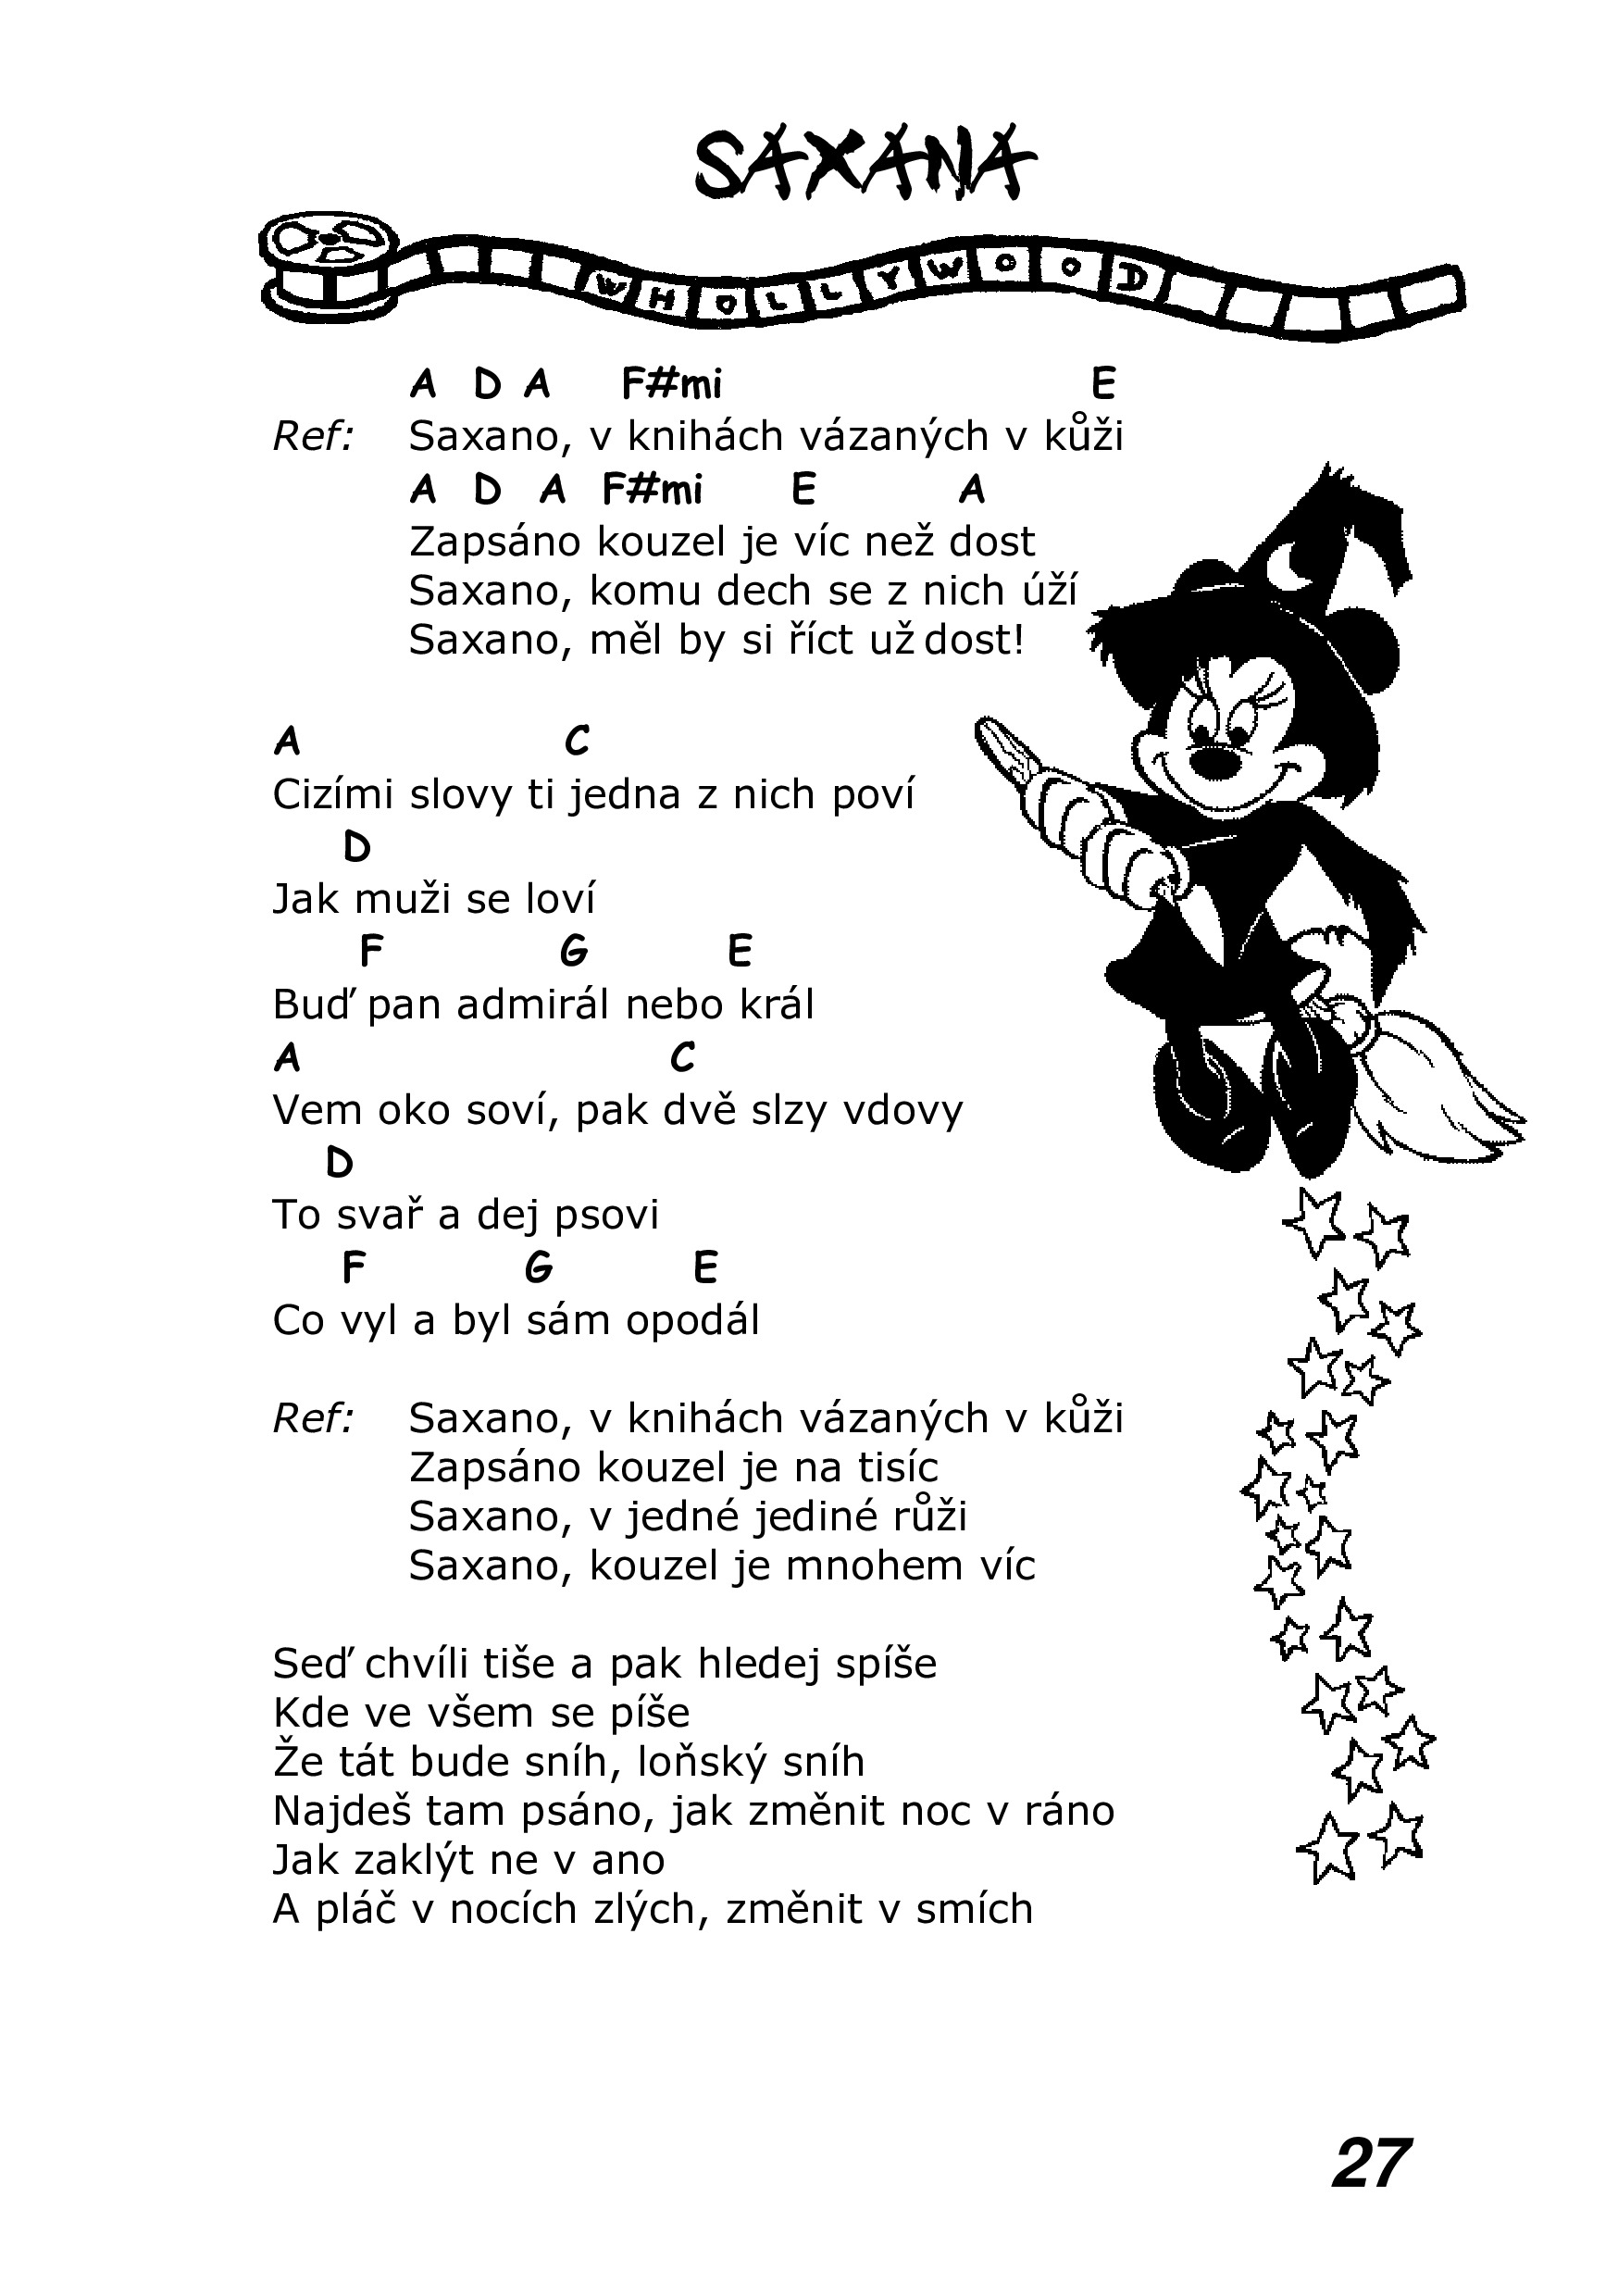 SAXANA
WHOLLYWOOD
A D A F#mi E
Ref: Saxano, v knihách vázaných v kůži
A D A F#mi E A
Zapsáno kouzel je víc než dost
Saxano, komu dech se z nich úží
Saxano, měl by si říct už dost!
A C
Cizími slovy ti jedna z nich poví
D
Jak muži se loví
F G E
Buď pan admirál nebo král
A C
Vem oko soví, pak dvě slzy vdovy
D
To svař a dej psovi
F G E
Co vyl a byl sám opodál
Ref: Saxano, v knihách vázaných v kůži
Zapsáno kouzel je na tisíc
Saxano, v jedné jediné růži
Saxano, kouzel je mnohem víc
Seď chvíli tiše a pak hledej spíše
Kde ve všem se píše
Že tát bude sníh, loňský sníh
Najdeš tam psáno, jak změnit noc v ráno
Jak zaklýt ne v ano
A pláč v nocích zlých, změnit v smích
27